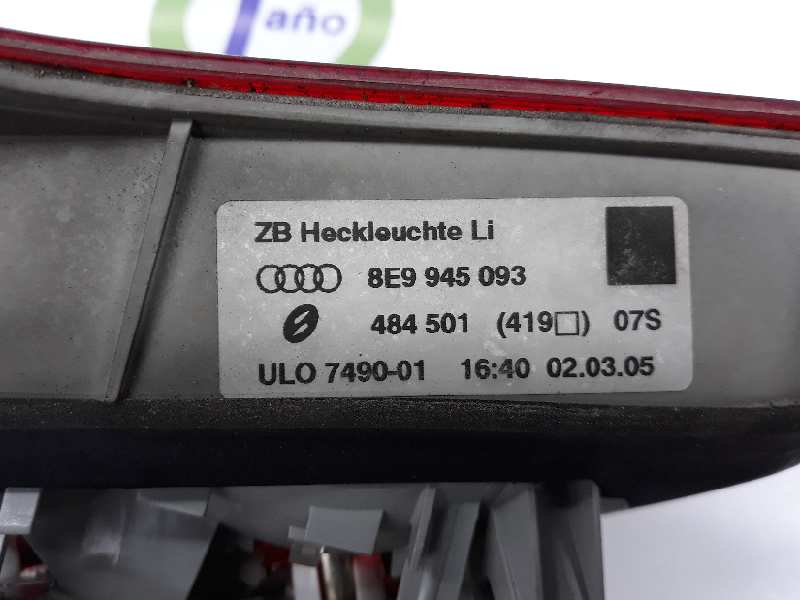 año
ZB Heckleuchte Li
8E9 945 093
484 501 (419□) 07S
ULO 7490-01 16:40 02.03.05